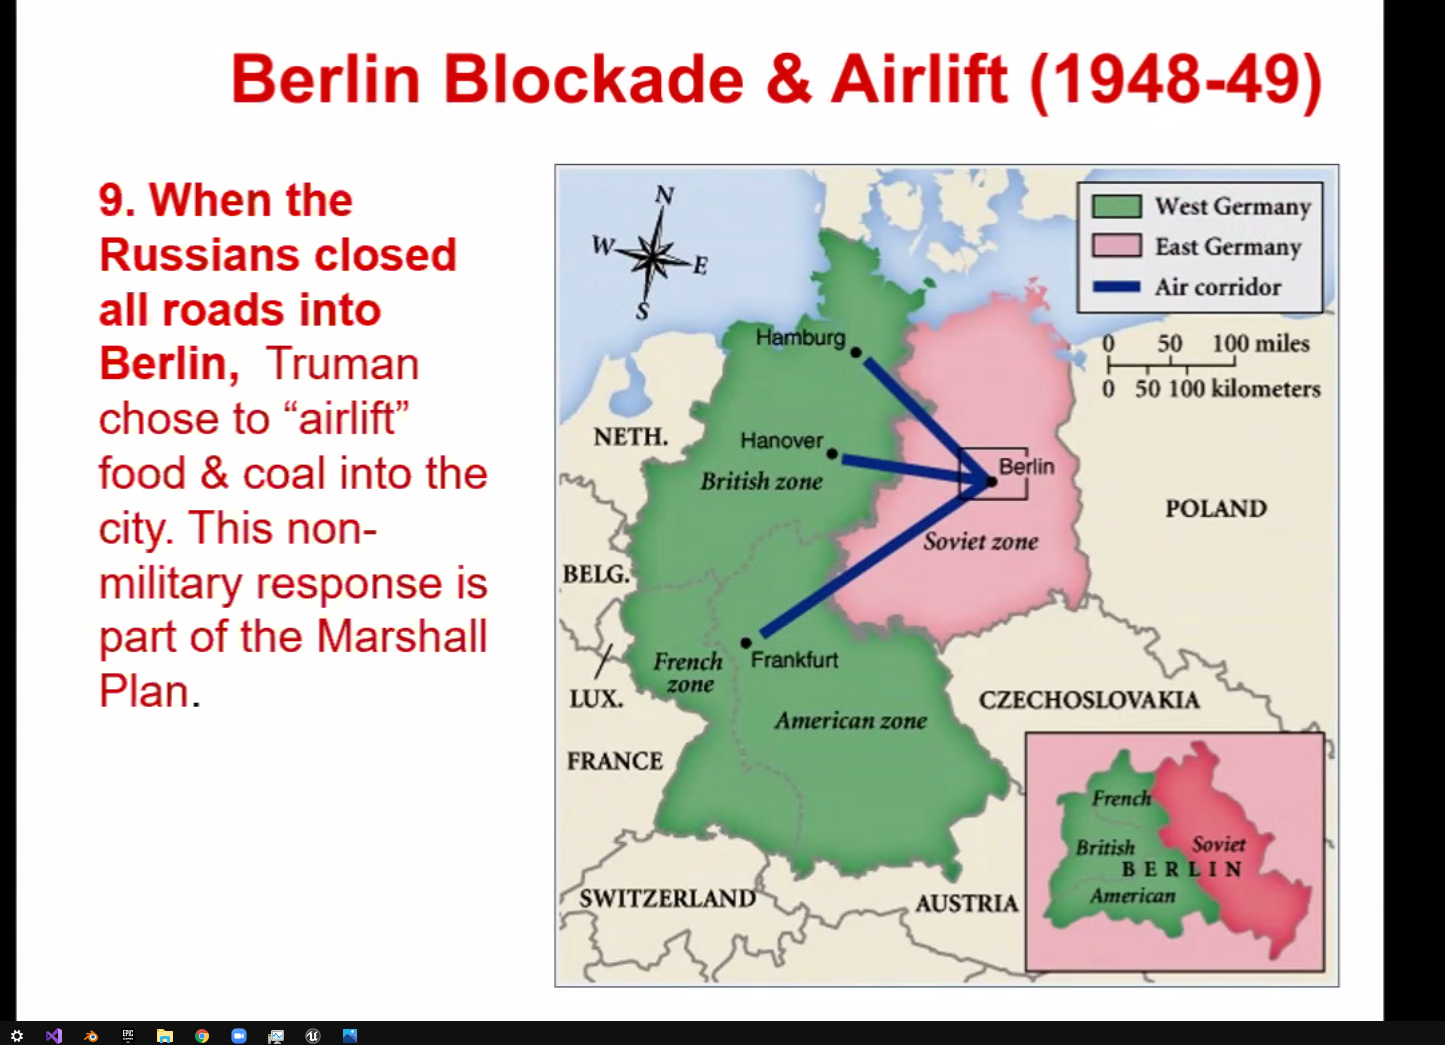 Berlin Blockade & Airlift (1948-49)
9. When the
Russians closed
all roads into
Berlin, Truman
chose to “airlift”
food & coal into the
city. This non-
military response is
part of the Marshall
Plan.
N
W
E
S
West Germany
East Germany
Air corridor
0 50 100 miles
0 50 100 kilometers
Hamburg
NETH.
Hanover
British zone
Berlin
POLAND
Soviet zone
BELG.
French
zone
Frankfurt
LUX.
American zone
CZECHOSLOVAKIA
FRANCE
SWITZERLAND
AUSTRIA
French
British
Soviet
BERLIN
American
EPIC